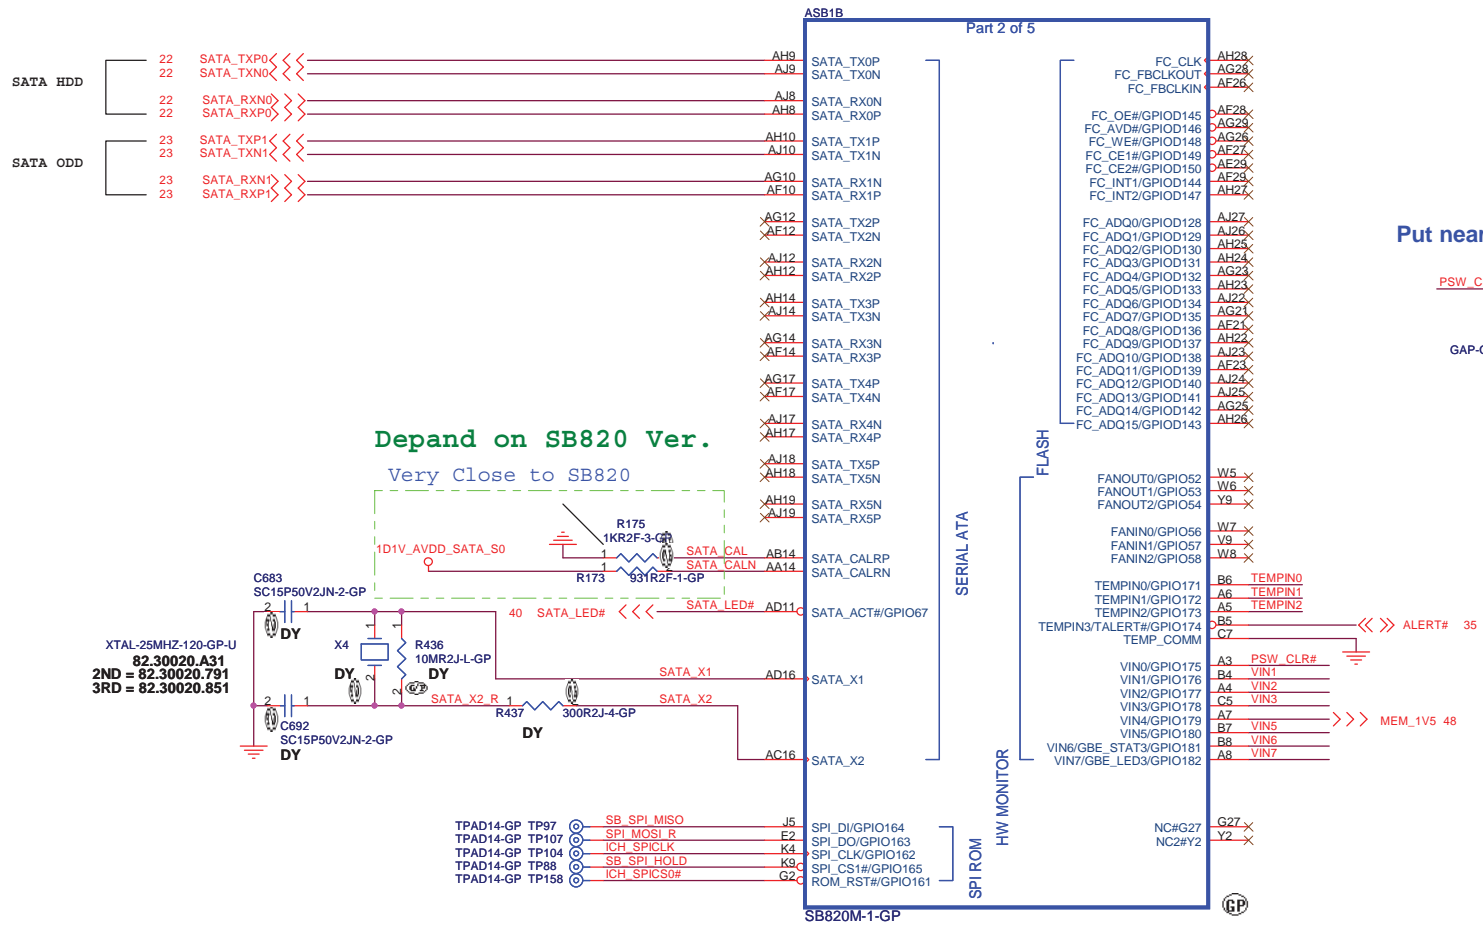 ASB1B
Part 2 of 5
SATA HDD
22 SATA_TXP0 AH9 SATA_TX0P
22 SATA_TXN0 AJ9 SATA_TX0N
22 SATA_RXN0 AJ8 SATA_RX0N
22 SATA_RXP0 AH8 SATA_RX0P
SATA ODD
23 SATA_TXP1 AH10 SATA_TX1P
23 SATA_TXN1 AJ10 SATA_TX1N
23 SATA_RXN1 AG10 SATA_RX1N
23 SATA_RXP1 AF10 SATA_RX1P
AG12 SATA_TX2P
AF12 SATA_TX2N
AJ12 SATA_RX2N
AH12 SATA_RX2P
AH14 SATA_TX3P
AJ14 SATA_TX3N
AG14 SATA_RX3N
AF14 SATA_RX3P
AG17 SATA_TX4P
AF17 SATA_TX4N
AJ17 SATA_RX4N
AH17 SATA_RX4P
AJ18 SATA_TX5P
AH18 SATA_TX5N
AH19 SATA_RX5N
AJ19 SATA_RX5P
Depand on SB820 Ver.
Very Close to SB820
R175
1KR2F-3-GP
1D1V_AVDD_SATA_S0
1 2 SATA_CAL AB14 SATA_CALRP
1 2 SATA_CALN AA14 SATA_CALRN
R173 931R2F-1-GP
40 SATA_LED# SATA_LED# AD11 SATA_ACT#/GPIO67
C683
SC15P50V2JN-2-GP
2 1
DY
XTAL-25MHZ-120-GP-U
82.30020.A31
2ND = 82.30020.791
3RD = 82.30020.851
X4
DY
1
2
R436
10MR2J-L-GP
DY
1
2
SATA_X1 AD16 SATA_X1
SATA_X2_R 1 SATA_X2
R437 300R2J-4-GP
DY
2 1
C692
SC15P50V2JN-2-GP
DY
AC16 SATA_X2
SERIAL ATA
TPAD14-GP TP97 SB_SPI_MISO J5 SPI_DI/GPIO164
TPAD14-GP TP107 SPI_MOSI_R E2 SPI_DO/GPIO163
TPAD14-GP TP104 ICH_SPICLK K4 SPI_CLK/GPIO162
TPAD14-GP TP88 SB_SPI_HOLD K9 SPI_CS1#/GPIO165
TPAD14-GP TP158 ICH_SPICS0# G2 ROM_RST#/GPIO161
SPI ROM
SB820M-1-GP
FC_CLK AH28
FC_FBCLKOUT AG28
FC_FBCLKIN AF26
FC_OE#/GPIOD145 AF28
FC_AVD#/GPIOD146 AG29
FC_WE#/GPIOD148 AG26
FC_CE1#/GPIOD149 AF27
FC_CE2#/GPIOD150 AE29
FC_INT1/GPIOD144 AF29
FC_INT2/GPIOD147 AH27
FC_ADQ0/GPIOD128 AJ27
FC_ADQ1/GPIOD129 AJ26
FC_ADQ2/GPIOD130 AH25
FC_ADQ3/GPIOD131 AH24
FC_ADQ4/GPIOD132 AG23
FC_ADQ5/GPIOD133 AH23
FC_ADQ6/GPIOD134 AJ22
FC_ADQ7/GPIOD135 AG21
FC_ADQ8/GPIOD136 AF21
FC_ADQ9/GPIOD137 AH22
FC_ADQ10/GPIOD138 AJ23
FC_ADQ11/GPIOD139 AF23
FC_ADQ12/GPIOD140 AJ24
FC_ADQ13/GPIOD141 AJ25
FC_ADQ14/GPIOD142 AG25
FC_ADQ15/GPIOD143 AH26
FLASH
FANOUT0/GPIO52 W5
FANOUT1/GPIO53 W6
FANOUT2/GPIO54 Y9
FANIN0/GPIO56 W7
FANIN1/GPIO57 V9
FANIN2/GPIO58 W8
TEMPIN0/GPIO171 B6 TEMPIN0
TEMPIN1/GPIO172 A6 TEMPIN1
TEMPIN2/GPIO173 A5 TEMPIN2
TEMPIN3/TALERT#/GPIO174 B5 ALERT# 35
TEMP_COMM C7
VIN0/GPIO175 A3 PSW_CLR#
VIN1/GPIO176 B4 VIN1
VIN2/GPIO177 A4 VIN2
VIN3/GPIO178 C5 VIN3
VIN4/GPIO179 A7 MEM_1V5 48
VIN5/GPIO180 B7 VIN5
VIN6/GBE_STAT3/GPIO181 B8 VIN6
VIN7/GBE_LED3/GPIO182 A8 VIN7
HW MONITOR
NC#G27 G27
NC2#Y2 Y2
GP
Put near
PSW_C
GAP-C